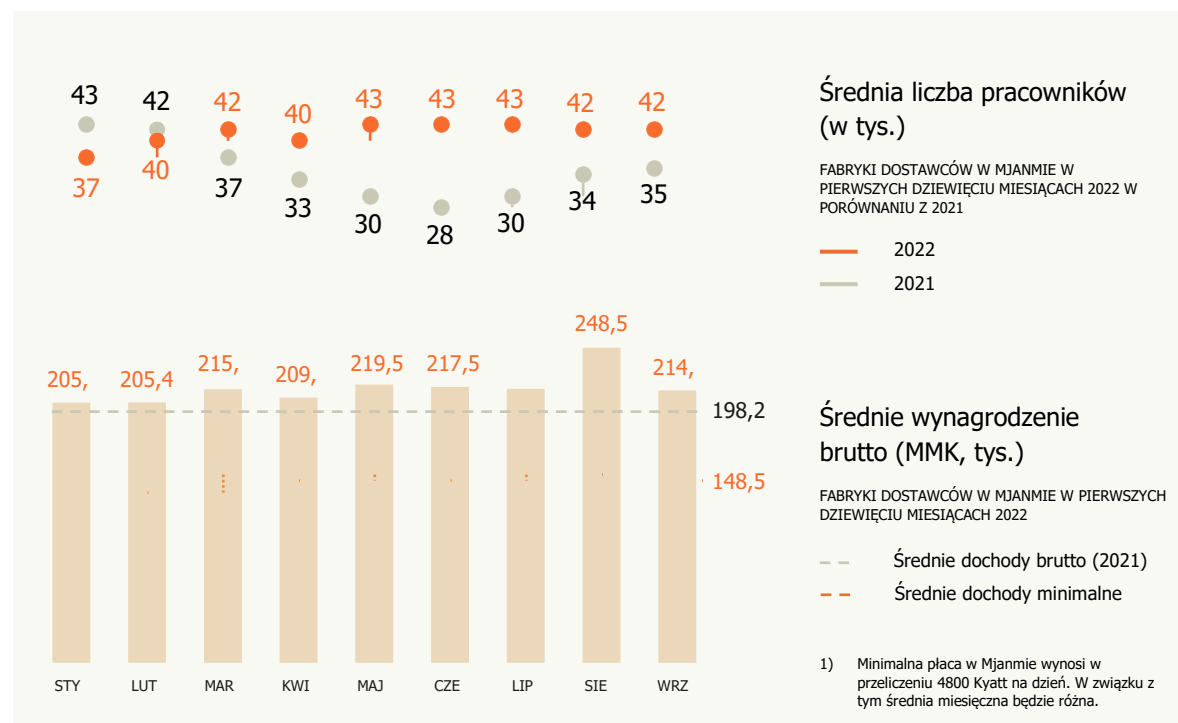 43 42 42 40 43 43 43 42 42
37 40 37 33 30 28 30 34 35
Średnia liczba pracowników
(w tys.)
FABRYKI DOSTAWCÓW W MJANMIE W
PIERWSZYCH DZIEWIĘCIU MIESIĄCACH 2022 W
PORÓWNANIU Z 2021
2022
2021
205, 205,4 215, 209, 219,5 217,5 248,5 214,
198,2
148,5
STY LUT MAR KWI MAJ CZE LIP SIE WRZ
Średnie wynagrodzenie
brutto (MMK, tys.)
FABRYKI DOSTAWCÓW W MJANMIE W PIERWSZYCH
DZIEWIĘCIU MIESIĄCACH 2022
Średnie dochody brutto (2021)
Średnie dochody minimalne
1) Minimalna płaca w Mjanmie wynosi w
przeliczeniu 4800 Kyatt na dzień. W związku z
tym średnia miesięczna będzie różna.